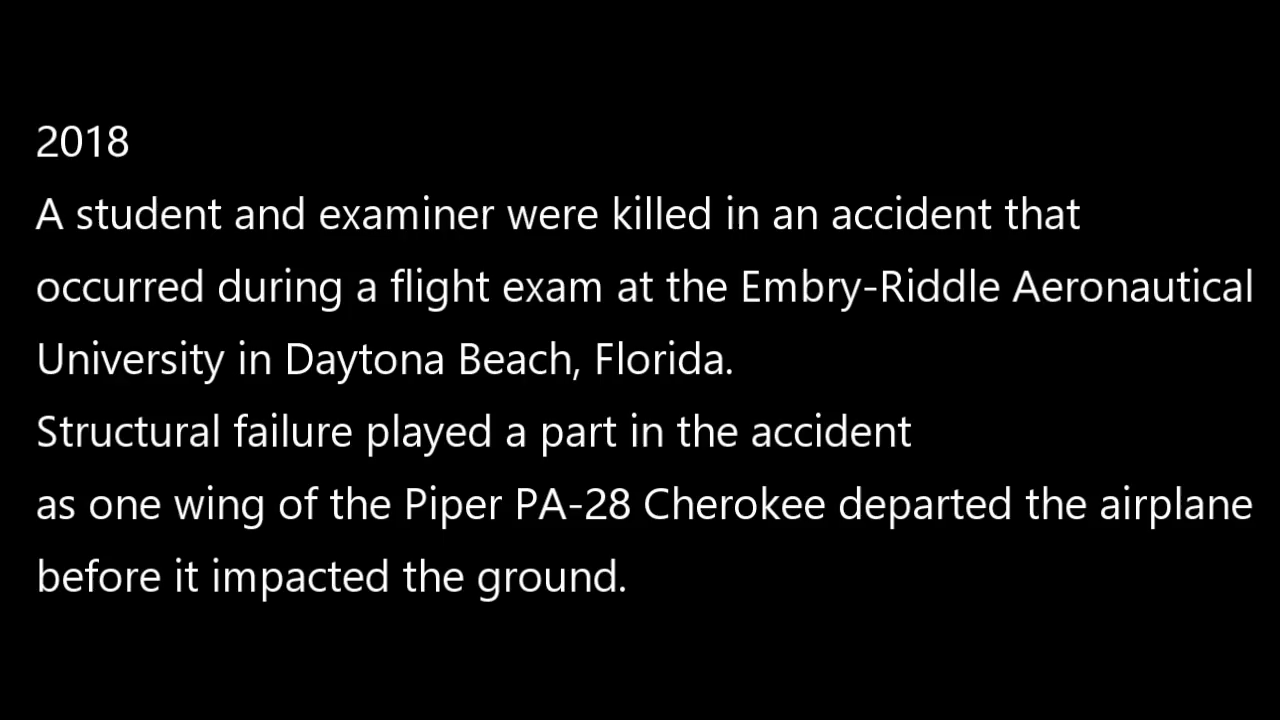 2018
A student and examiner were killed in an accident that
occurred during a flight exam at the Embry-Riddle Aeronautical
University in Daytona Beach, Florida.
Structural failure played a part in the accident
as one wing of the Piper PA-28 Cherokee departed the airplane
before it impacted the ground.